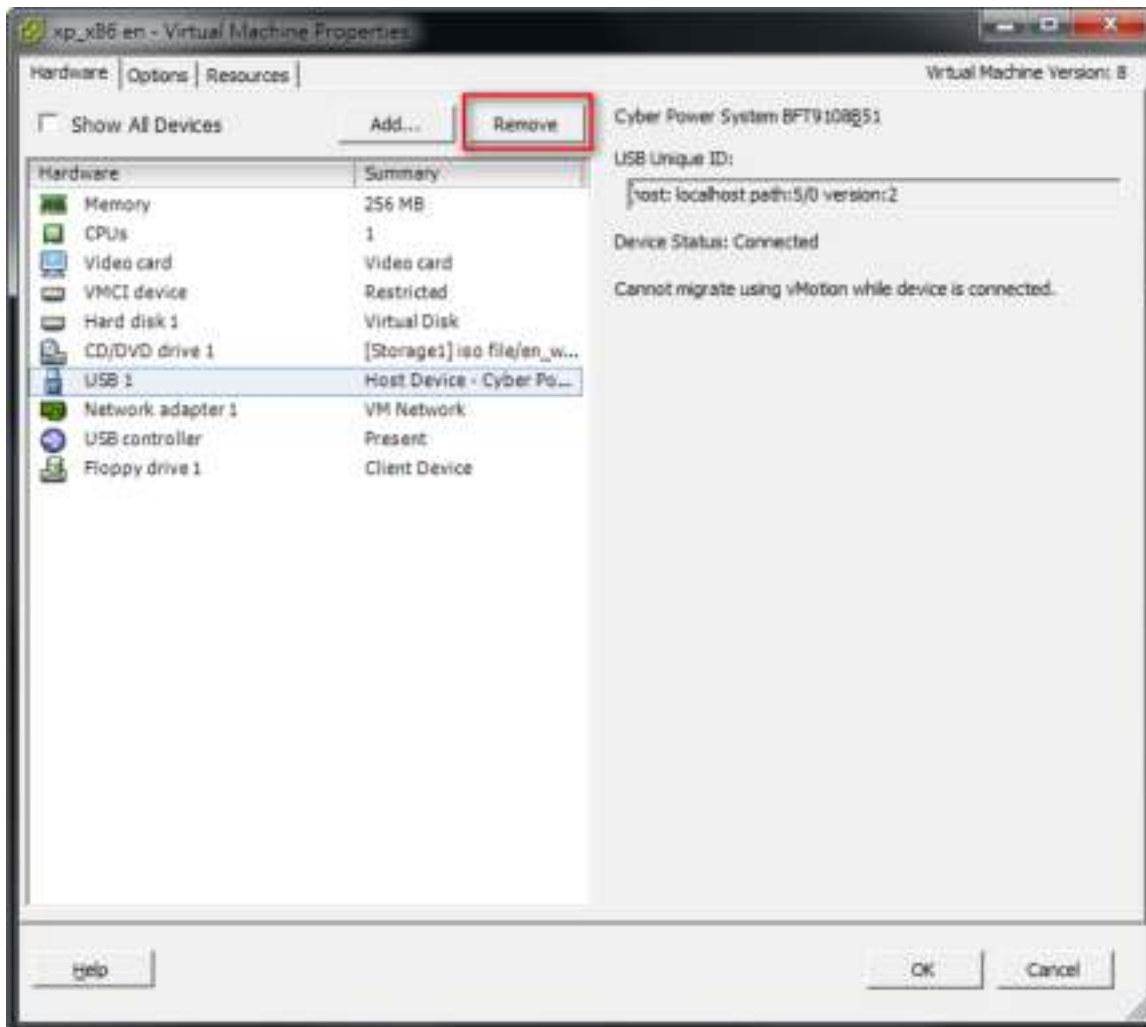 xp_x86 en - Virtual Machine Properties
Hardware Options Resources Virtual Machine Version: 8
Show All Devices Add... Remove
Cyber Power System BFT9108B51
USB Unique ID:
host: localhost path:5/0 version:2
Device Status: Connected
Cannot migrate using vMotion while device is connected.
Hardware Summary
Memory 256 MB
CPUs 1
Video card Video card
VMCI device Restricted
Hard disk 1 Virtual Disk
CD/DVD drive 1 [Storage1] iso file/en_w...
USB 1 Host Device - Cyber Po...
Network adapter 1 VM Network
USB controller Present
Floppy drive 1 Client Device
Help OK Cancel